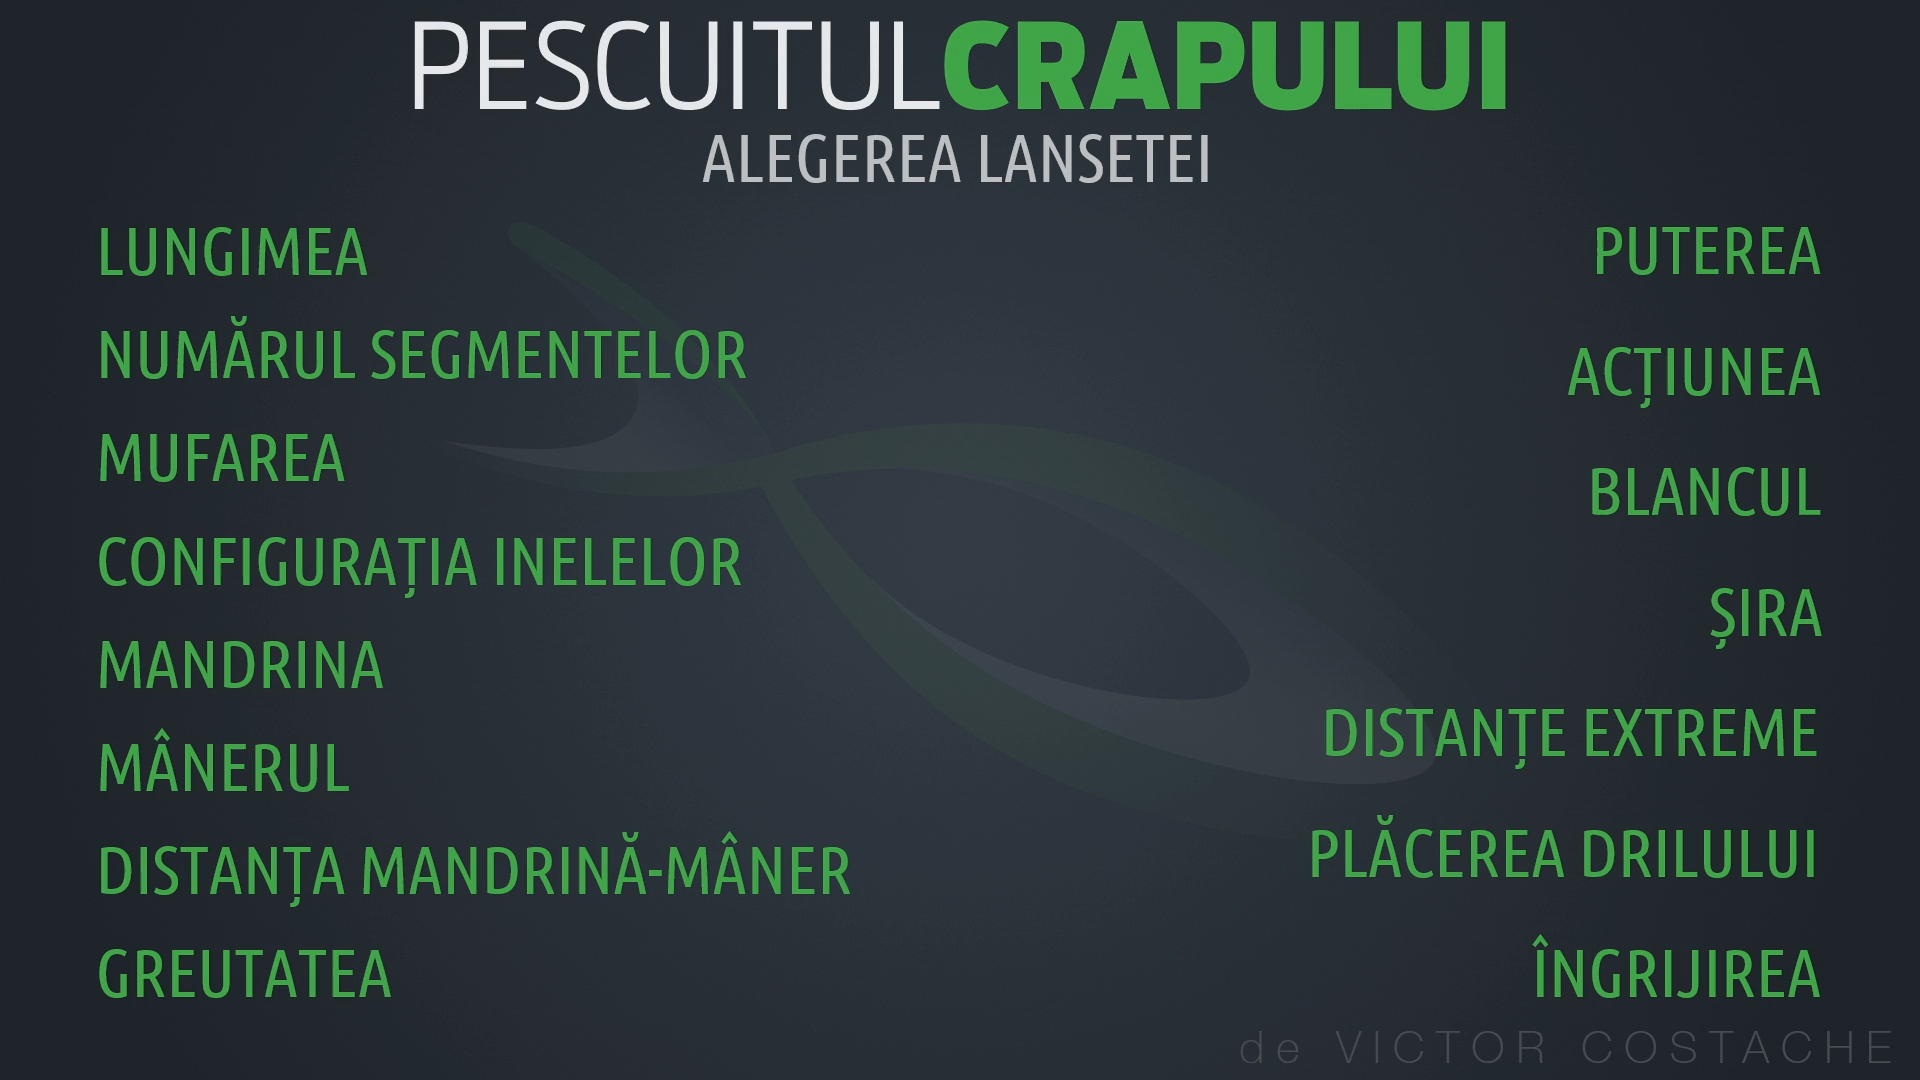 PESCUITULCRAPULUI
ALEGEREA LANSETEI
LUNGIMEA
NUMĂRUL SEGMENTELOR
MUFAREA
CONFIGURAȚIA INELELOR
MANDRINA
MÂNERUL
DISTANȚA MANDRINĂ-MÂNER
GREUTATEA
PUTEREA
ACȚIUNEA
BLANCUL
ȘIRA
DISTANȚE EXTREME
PLĂCEREA DRILULUI
ÎNGRIJIREA
de VICTOR COSTACHE